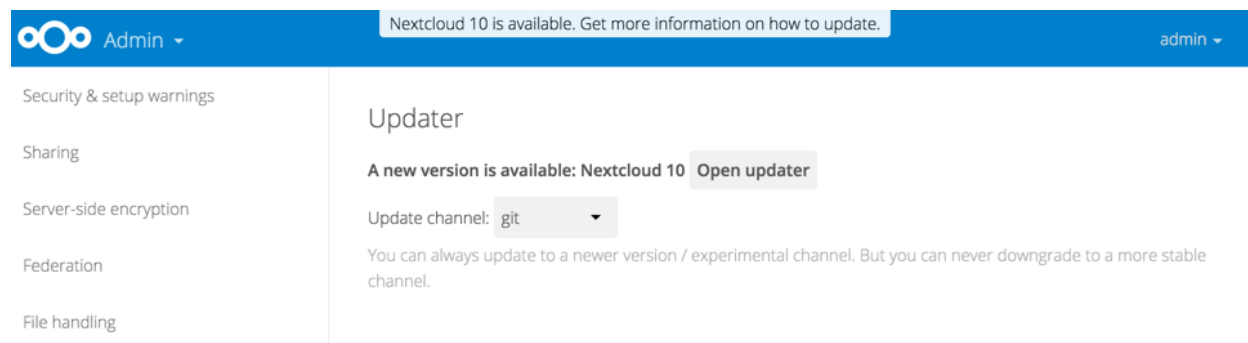 Nextcloud 10 is available. Get more information on how to update.
Admin
admin
Security & setup warnings
Sharing
Server-side encryption
Federation
File handling
Updater
A new version is available: Nextcloud 10 Open updater
Update channel: git
You can always update to a newer version / experimental channel. But you can never downgrade to a more stable
channel.